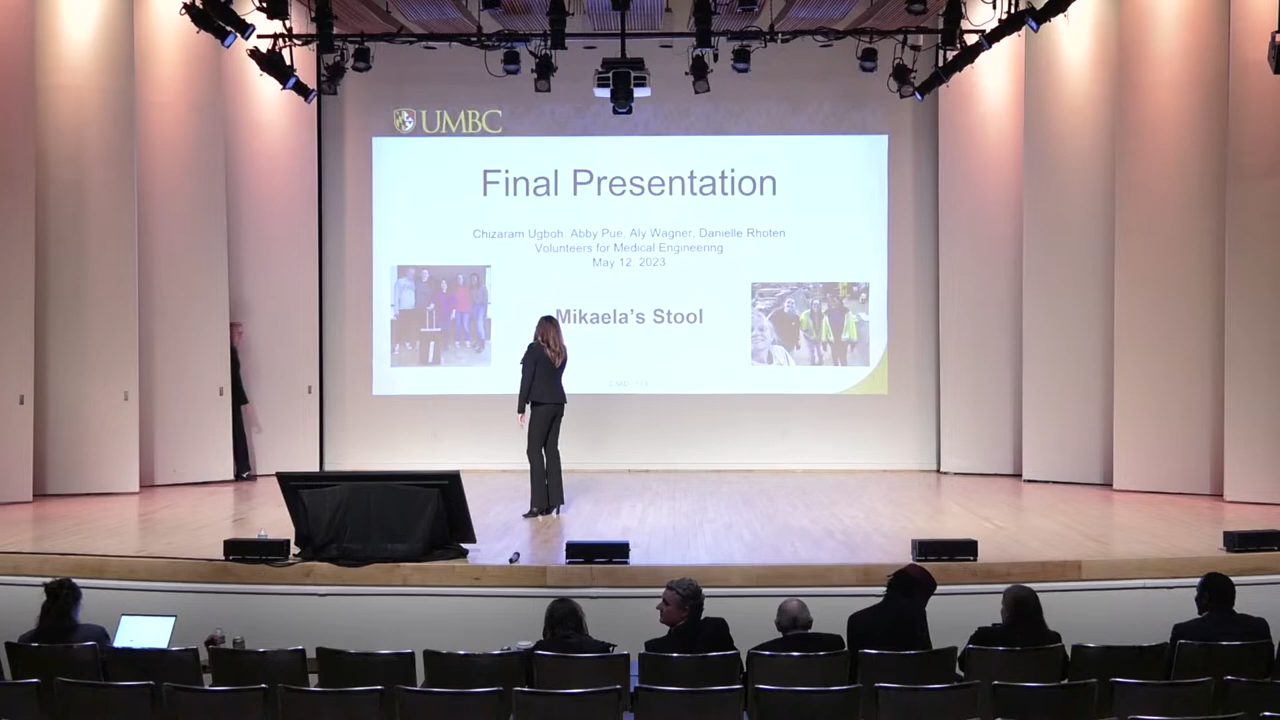 UMBC
Final Presentation
Chizaram Ugboh, Abby Pue, Aly Wagner, Danielle Rhoten
Volunteers for Medical Engineering
May 12, 2023
Mikaela's Stool